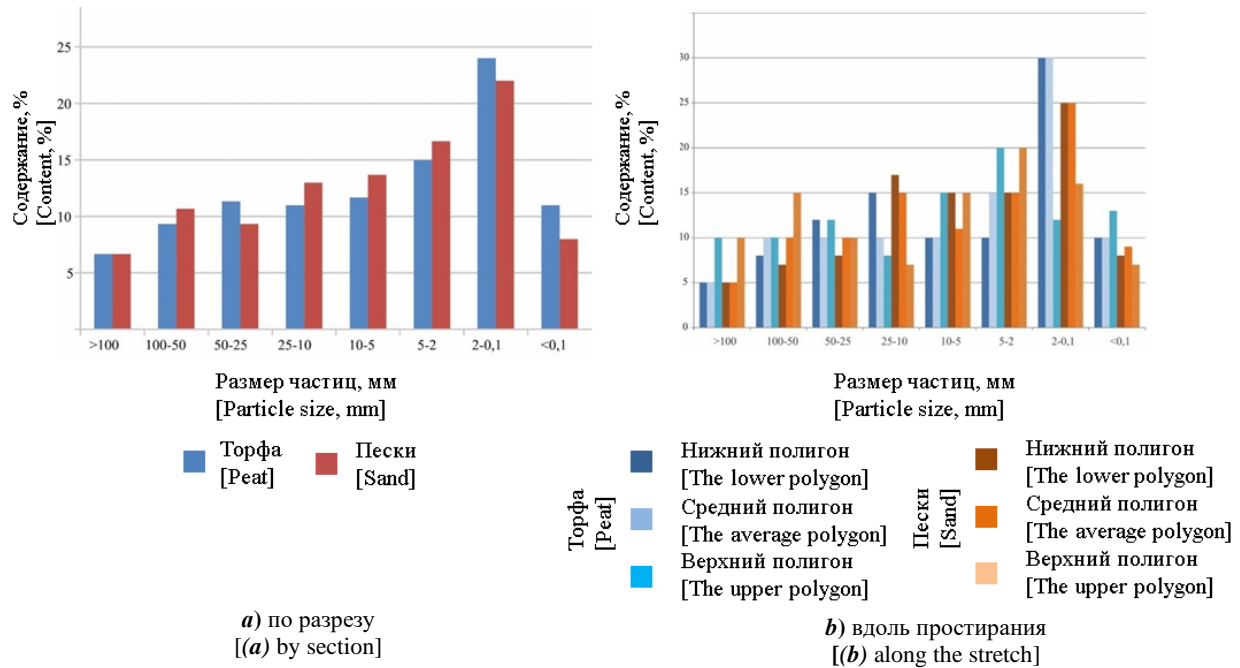 Содержание, %
[Content, %]
25
20
15
10
5
>100 100-50 50-25 25-10 10-5 5-2 2-0,1 <0,1
Размер частиц, мм
[Particle size, mm]
Торфа
[Peat]
Пески
[Sand]
a) по разрезу
[(a) by section]
Содержание, %
[Content, %]
30
25
20
15
10
5
0
>100 100-50 50-25 25-10 10-5 5-2 2-0,1 <0,1
Размер частиц, мм
[Particle size, mm]
Торфа
[Peat]
Нижний полигон
[The lower polygon]
Средний полигон
[The average polygon]
Верхний полигон
[The upper polygon]
Пески
[Sand]
Нижний полигон
[The lower polygon]
Средний полигон
[The average polygon]
Верхний полигон
[The upper polygon]
b) вдоль простирания
[(b) along the stretch]